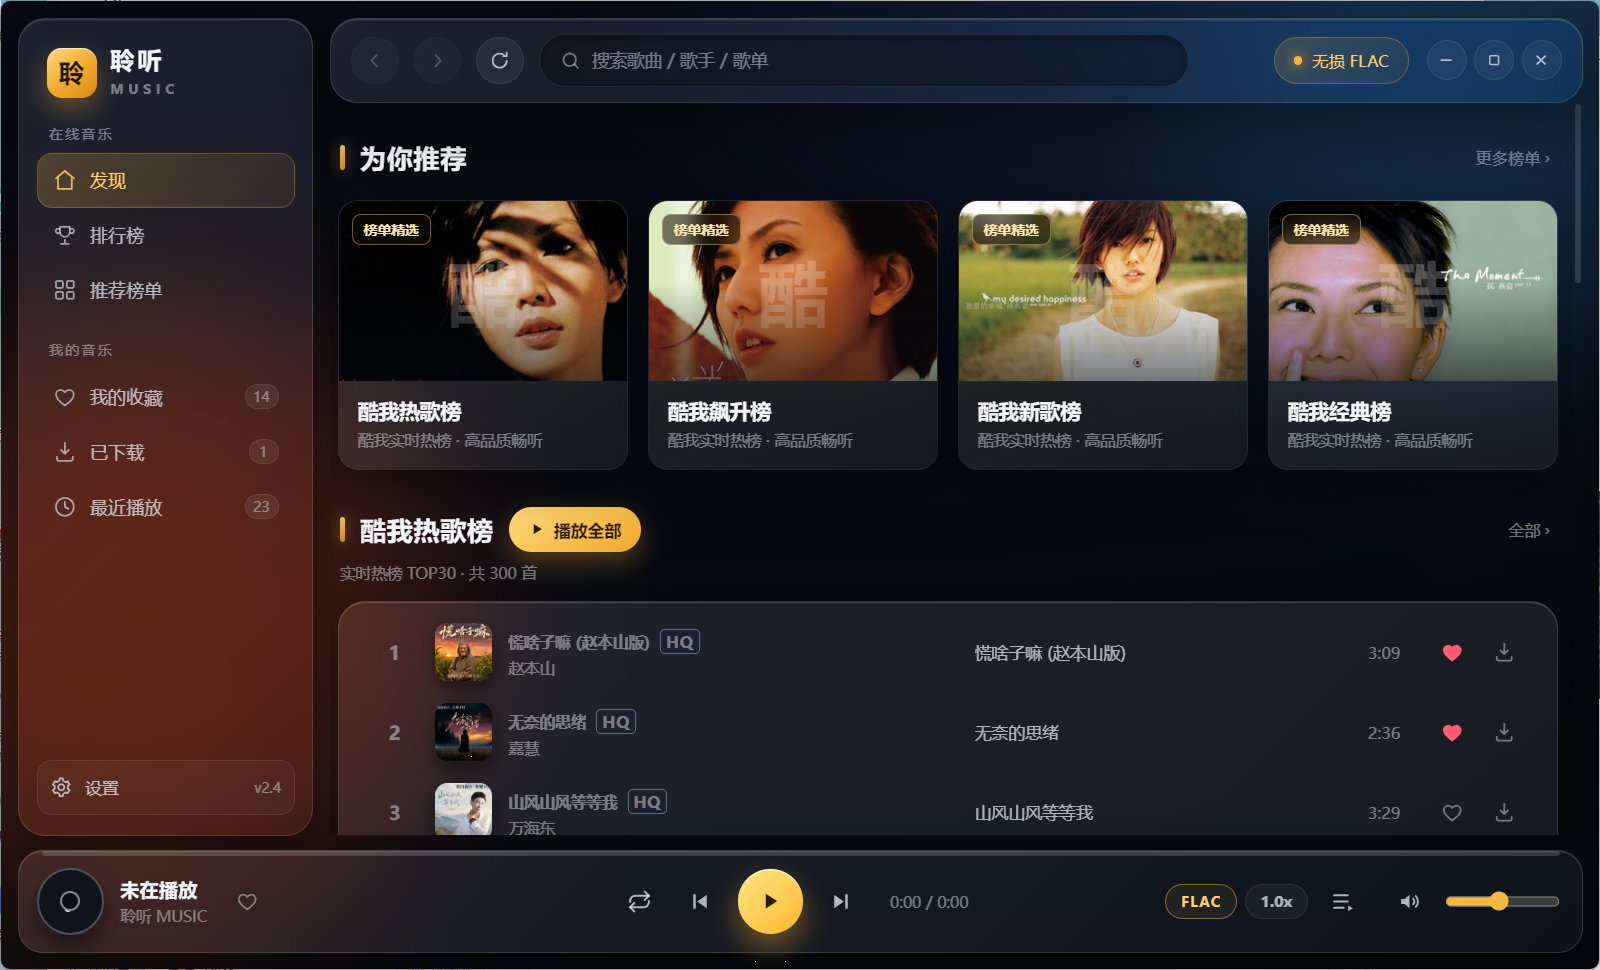 聆
聆听
MUSIC
在线音乐
发现
排行榜
推荐榜单
我的音乐
我的收藏 14
已下载 1
最近播放 23
设置 v2.4
搜索歌曲 / 歌手 / 歌单
无损 FLAC
为你推荐
更多榜单 ›
榜单精选
酷
酷我热歌榜
酷我实时热榜 · 高品质畅听
榜单精选
酷
酷我飙升榜
酷我实时热榜 · 高品质畅听
榜单精选
酷
my desired happiness
酷我新歌榜
酷我实时热榜 · 高品质畅听
榜单精选
酷
The Moment
酷我经典榜
酷我实时热榜 · 高品质畅听
酷我热歌榜
播放全部
全部 ›
实时热榜 TOP30 · 共 300 首
1
慌啥子嘛
慌啥子嘛 (赵本山版) HQ
赵本山
慌啥子嘛 (赵本山版)
3:09
2
无奈的思绪 HQ
嘉慧
无奈的思绪
2:36
3
山风山风等等我 HQ
万海东
山风山风等等我
3:29
未在播放
聆听 MUSIC
0:00 / 0:00
FLAC
1.0x